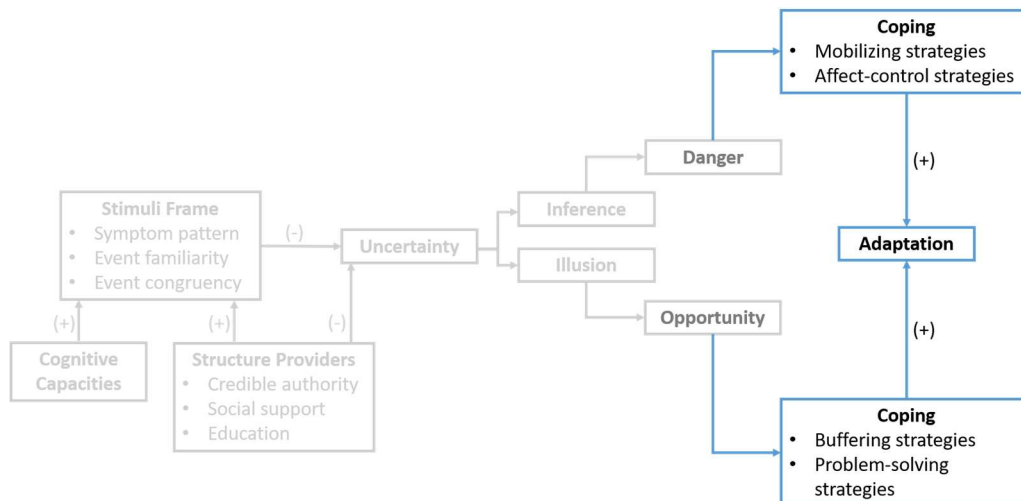 Coping
• Mobilizing strategies
• Affect-control strategies
Danger
(+)
Stimuli Frame
• Symptom pattern
• Event familiarity
• Event congruency
(-)
Uncertainty
Inference
Illusion
Adaptation
Opportunity
(+)
(+)
(-)
(+)
Cognitive
Capacities
Structure Providers
• Credible authority
• Social support
• Education
Coping
• Buffering strategies
• Problem-solving
strategies